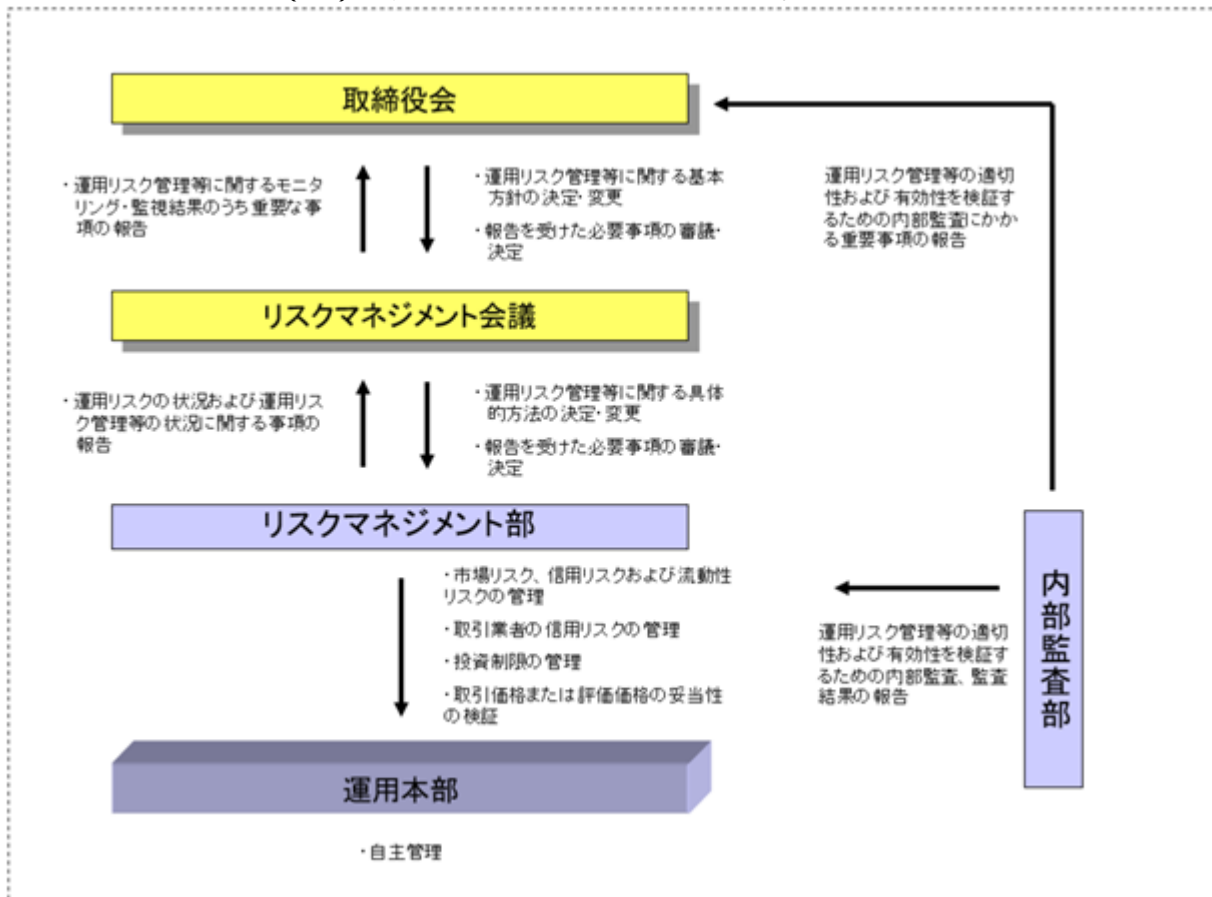 取締役会
・運用リスク管理等に関するモニタ
リング・監視結果のうち重要な事
項の報告
・運用リスク管理等に関する基本
方針の決定・変更
・報告を受けた必要事項の審議・
決定
運用リスク管理等の適切
性および有効性を検証す
るための内部監査にかか
る重要事項の報告
リスクマネジメント会議
・運用リスクの状況および運用リス
ク管理等の状況に関する事項の
報告
・運用リスク管理等に関する具体
的方法の決定・変更
・報告を受けた必要事項の審議・
決定
リスクマネジメント部
・市場リスク、信用リスクおよび流動性
リスクの管理
・取引業者の信用リスクの管理
・投資制限の管理
・取引価格または評価価格の妥当性
の検証
運用リスク管理等の適切
性および有効性を検証す
るための内部監査、監査
結果の報告
内部監査部
運用本部
・自主管理